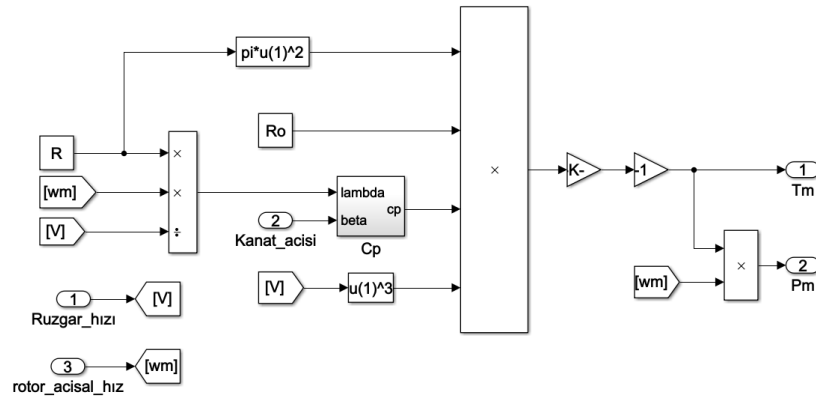 pi*u(1)^2
Ro
R
×
[wm]
×
[V]
÷
lambda
cp
beta
2
Kanat_acisi
Cp
×
K-
-1
1
Tm
[V]
u(1)^3
[wm]
×
2
Pm
1
[V]
Ruzgar_hızı
3
[wm]
rotor_acisal_hız